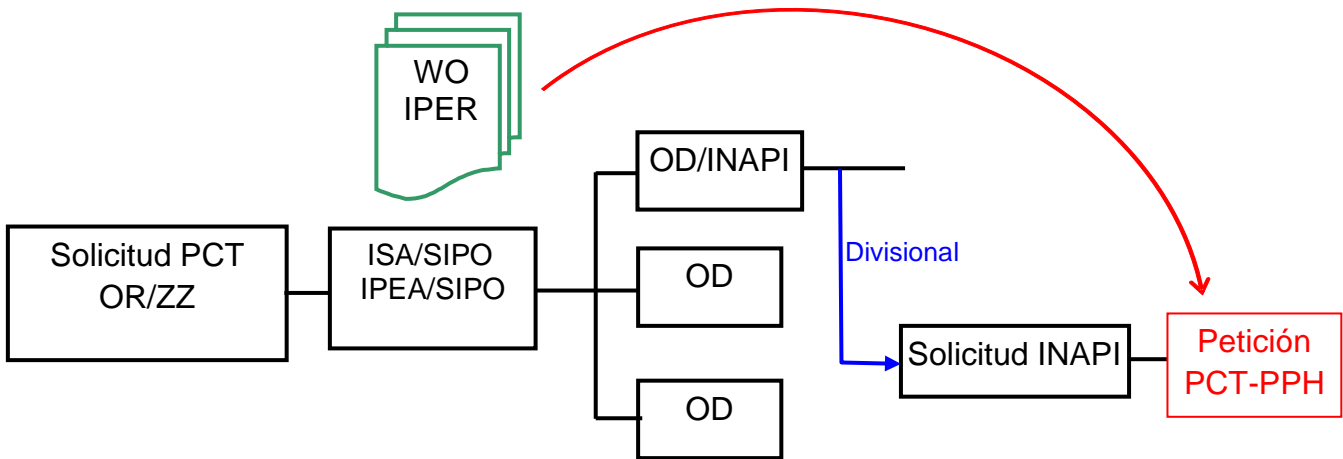 WO
IPER
OD/INAPI
Solicitud PCT
OR/ZZ
ISA/SIPO
IPEA/SIPO
OD
Divisional
Solicitud INAPI
Petición
PCT-PPH
OD